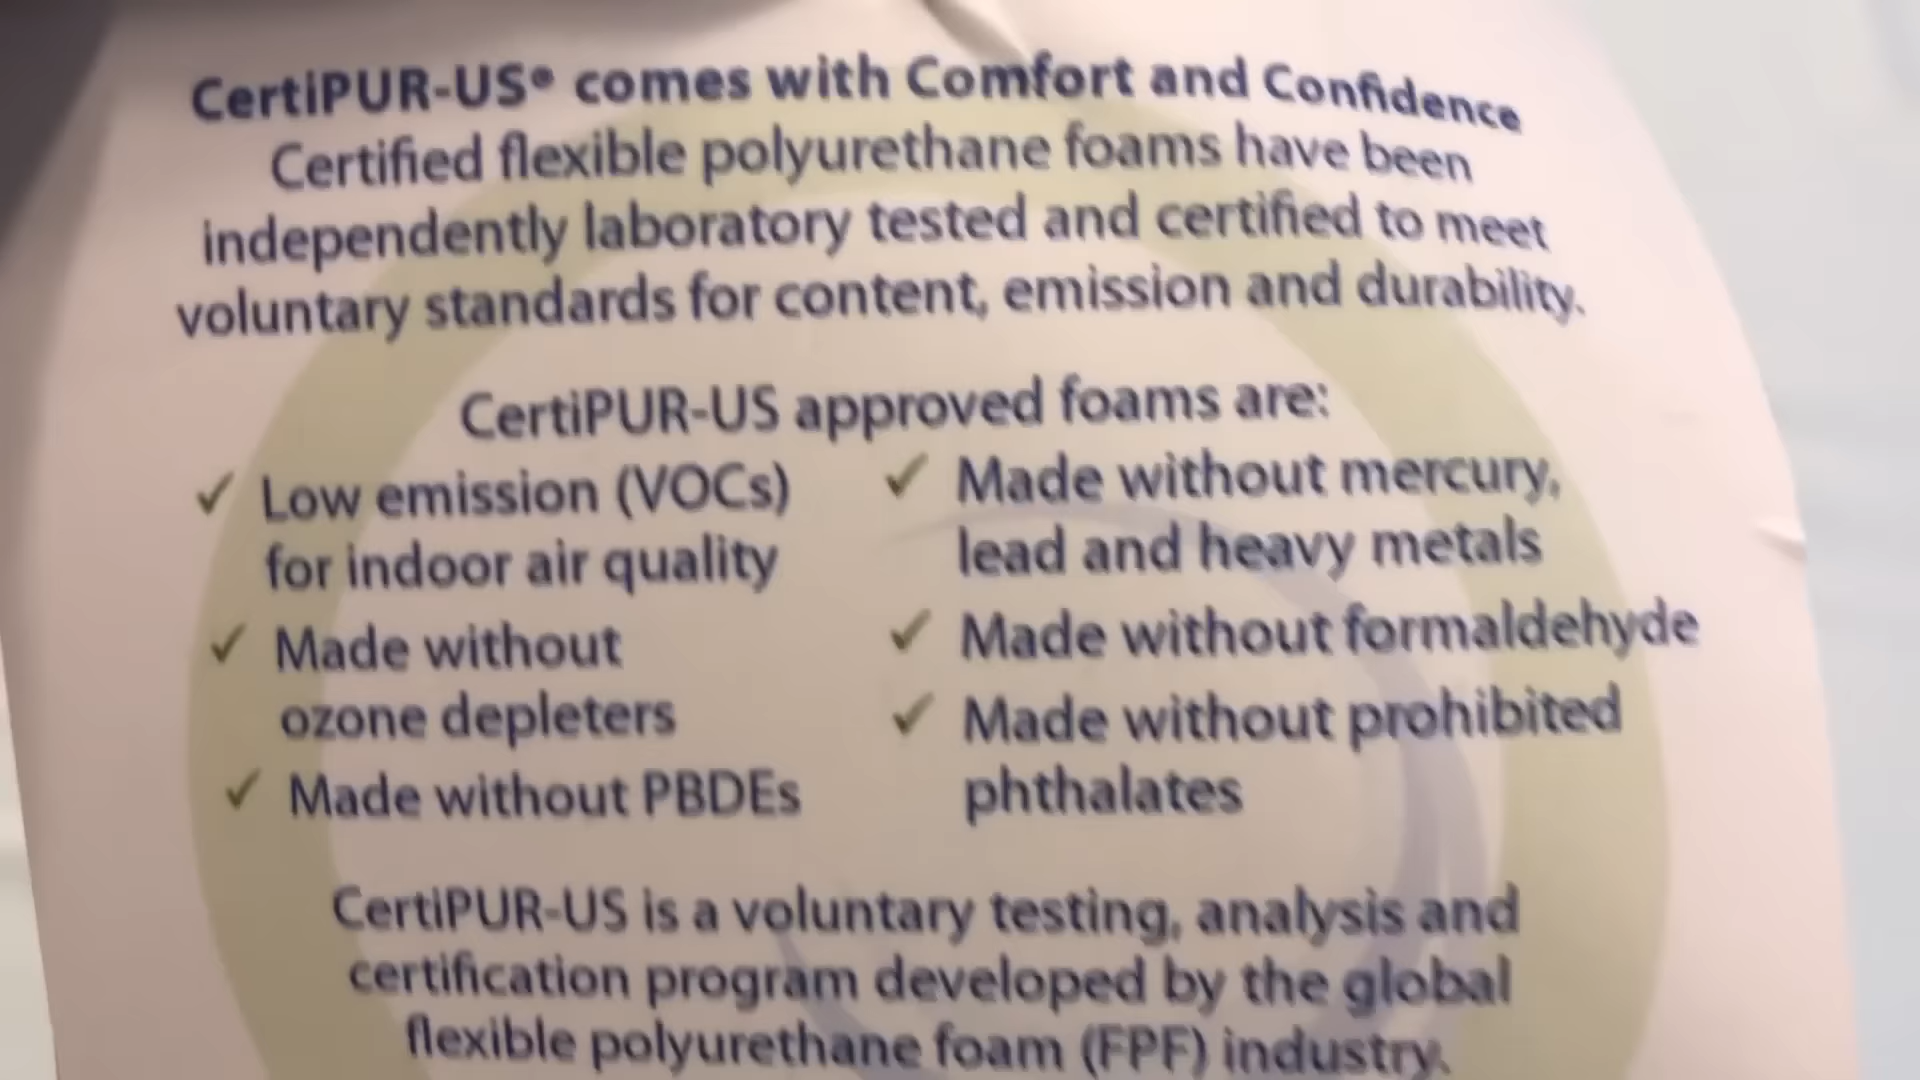 CertiPUR-US® comes with Comfort and Confidence
Certified flexible polyurethane foams have been
independently laboratory tested and certified to meet
voluntary standards for content, emission and durability.
CertiPUR-US approved foams are:
✓ Low emission (VOCs)
for indoor air quality
✓ Made without
ozone depleters
✓ Made without PBDEs
✓ Made without mercury,
lead and heavy metals
✓ Made without formaldehyde
✓ Made without prohibited
phthalates
CertiPUR-US is a voluntary testing, analysis and
certification program developed by the global
flexible polyurethane foam (FPF) industry.